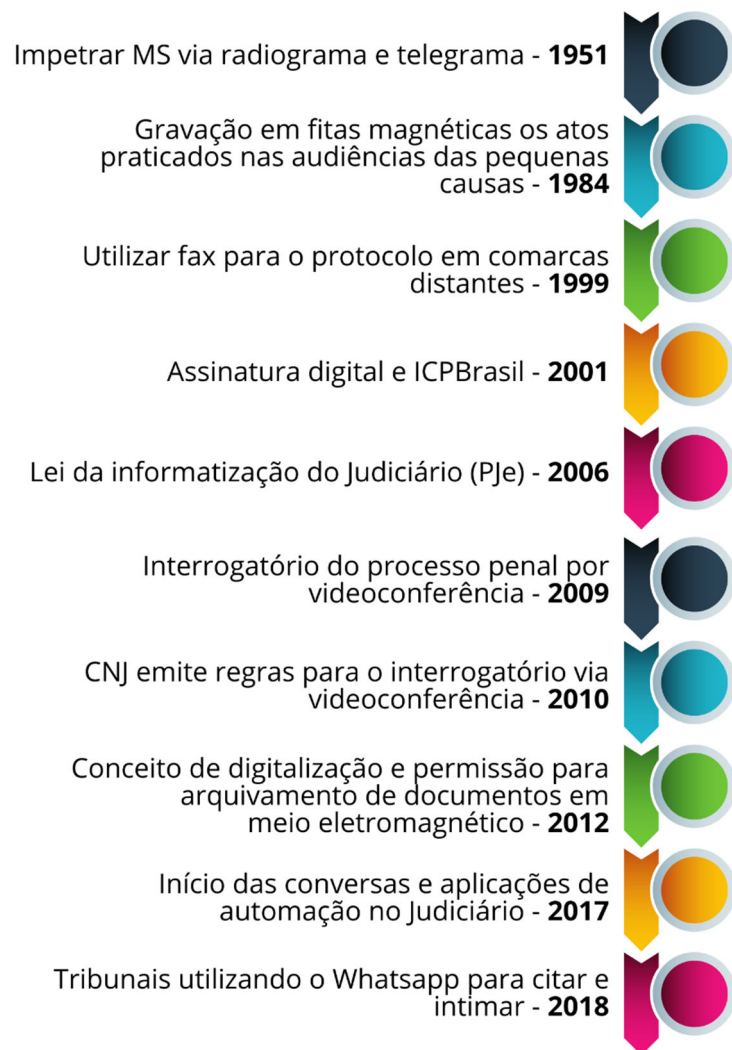 Impetrar MS via radiograma e telegrama - 1951
Gravação em fitas magnéticas os atos
praticados nas audiências das pequenas
causas - 1984
Utilizar fax para o protocolo em comarcas
distantes - 1999
Assinatura digital e ICPBrasil - 2001
Lei da informatização do Judiciário (PJe) - 2006
Interrogatório do processo penal por
videoconferência - 2009
CNJ emite regras para o interrogatório via
videoconferência - 2010
Conceito de digitalização e permissão para
arquivamento de documentos em
meio eletromagnético - 2012
Início das conversas e aplicações de
automação no Judiciário - 2017
Tribunais utilizando o Whatsapp para citar e
intimar - 2018